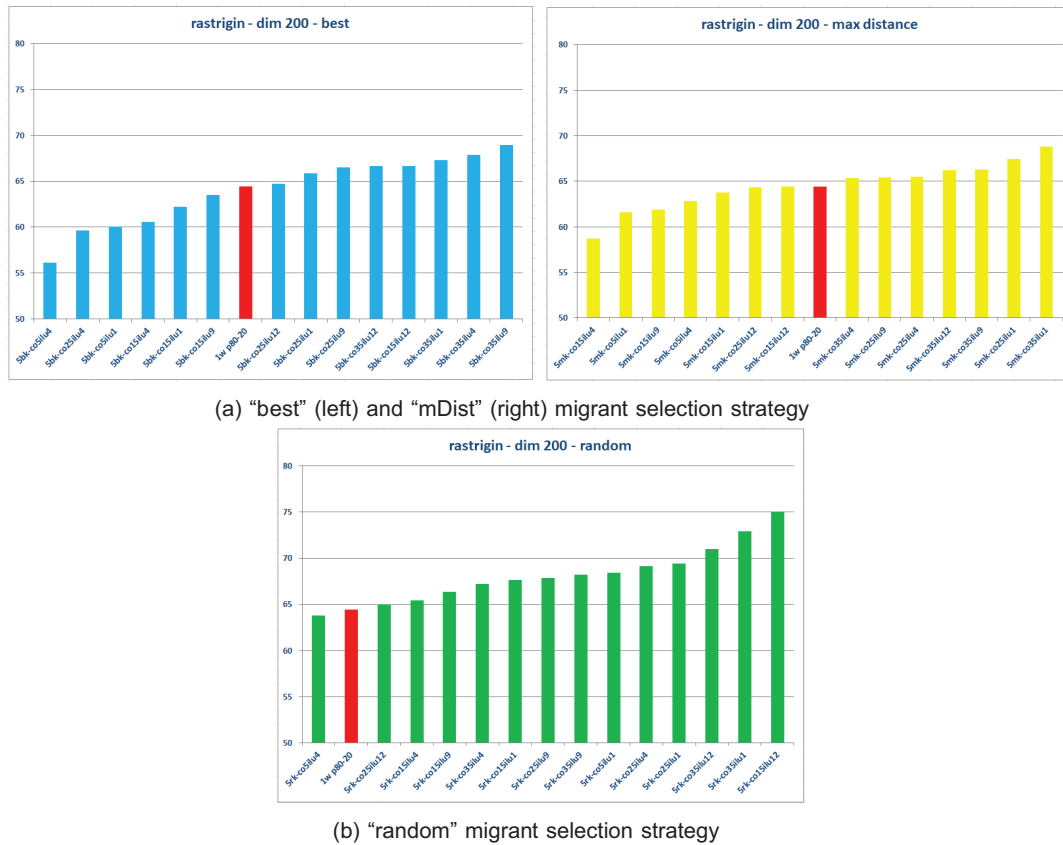 rastrigin - dim 200 - best
80
75
70
65
60
55
50
5bk-co5ilu4
5bk-co25ilu4
5bk-co5ilu1
5bk-co15ilu4
5bk-co15ilu1
5bk-co15ilu9
1w p80-20
5bk-co25ilu12
5bk-co25ilu1
5bk-co25ilu9
5bk-co35ilu12
5bk-co15ilu12
5bk-co35ilu1
5bk-co35ilu4
5bk-co35ilu9
rastrigin - dim 200 - max distance
80
75
70
65
60
55
50
5mk-co15ilu4
5mk-co5ilu1
5mk-co15ilu9
5mk-co5ilu4
5mk-co15ilu1
5mk-co25ilu12
5mk-co15ilu12
1w p80-20
5mk-co35ilu4
5mk-co25ilu9
5mk-co25ilu4
5mk-co35ilu12
5mk-co35ilu9
5mk-co25ilu1
5mk-co35ilu1
(a) “best” (left) and “mDist” (right) migrant selection strategy
rastrigin - dim 200 - random
80
75
70
65
60
55
50
5rk-co5ilu4
1w p80-20
5rk-co25ilu12
5rk-co15ilu4
5rk-co15ilu9
5rk-co35ilu4
5rk-co15ilu1
5rk-co25ilu9
5rk-co35ilu9
5rk-co5ilu1
5rk-co25ilu4
5rk-co25ilu1
5rk-co35ilu12
5rk-co35ilu1
5rk-co15ilu12
(b) “random” migrant selection strategy